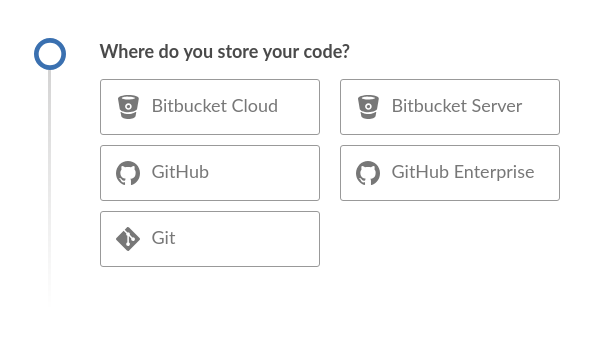 Where do you store your code?
Bitbucket Cloud
Bitbucket Server
GitHub
GitHub Enterprise
Git